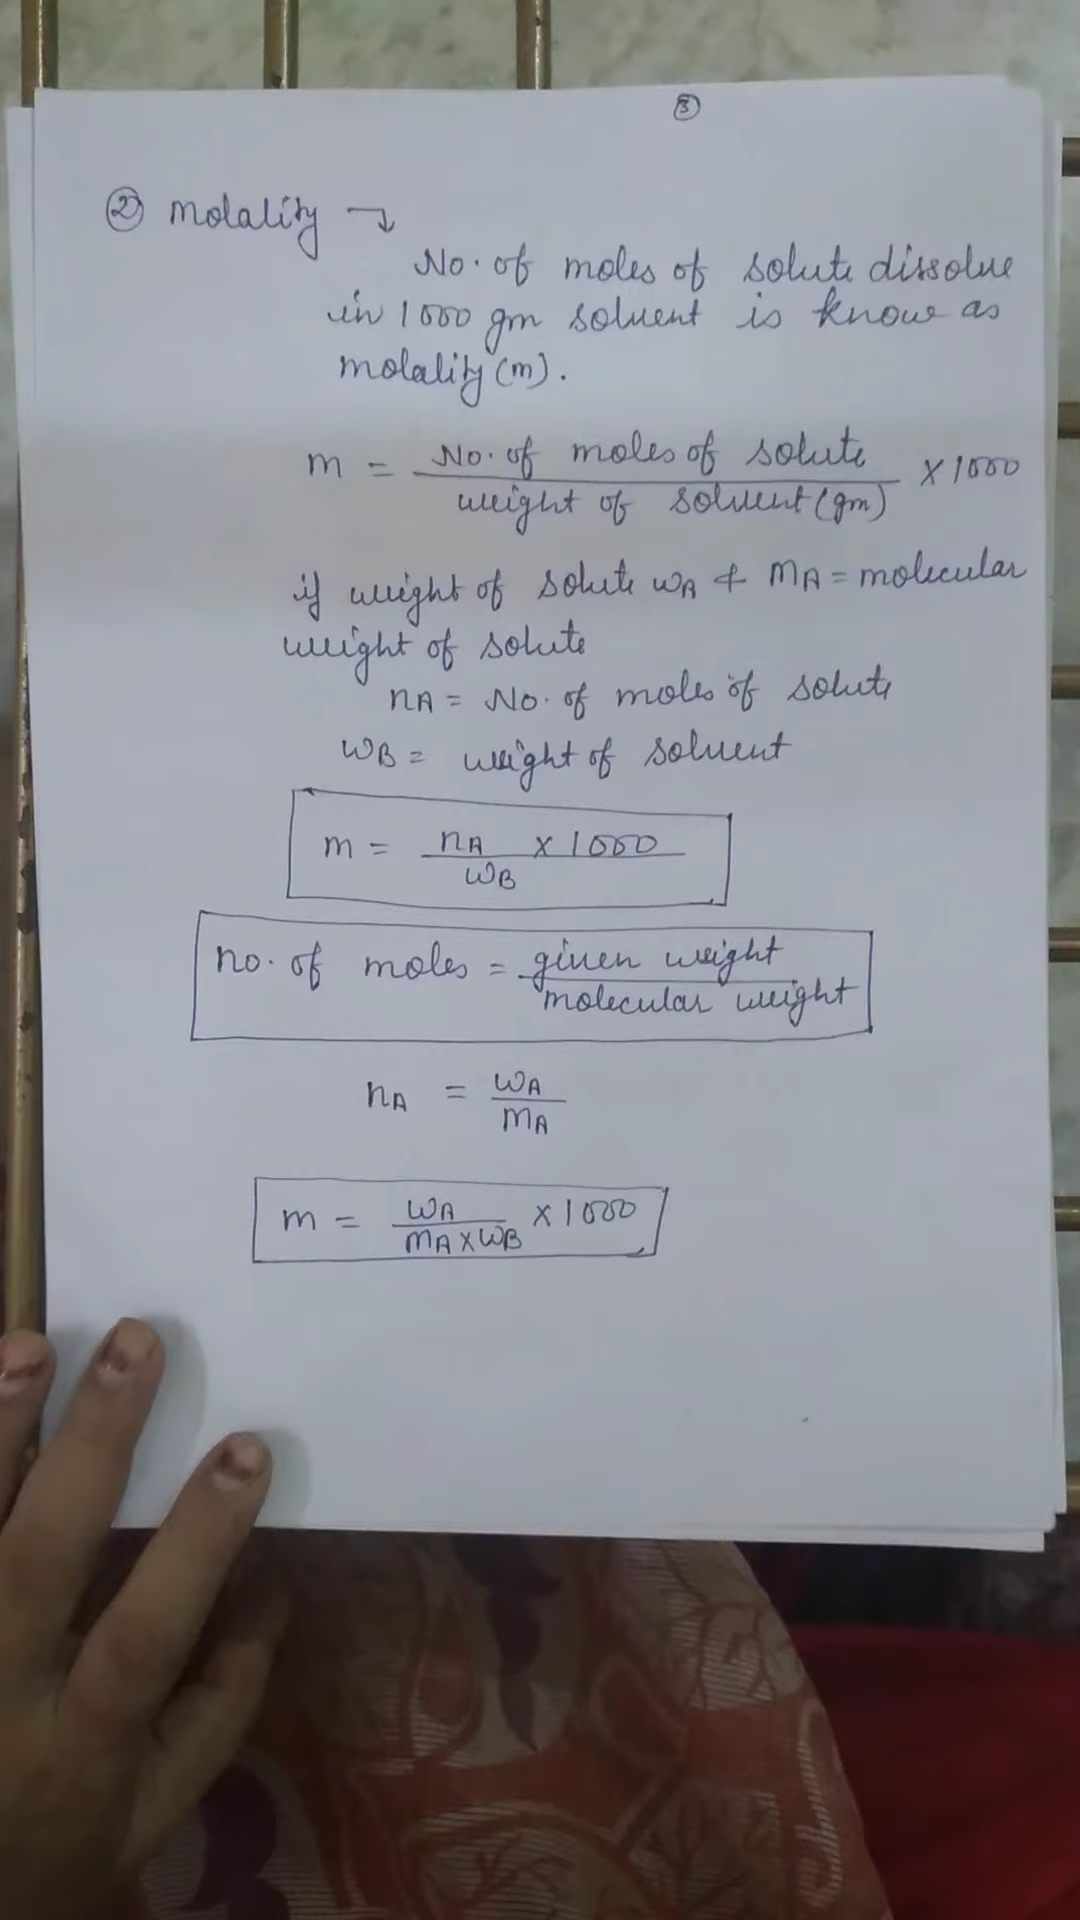 ③
② Molality →
No. of moles of solute dissolve
in 1000 gm solvent is know as
molality (m).
m = No. of moles of solute / weight of solvent (gm) × 1000
if weight of solute wA & MA = molecular
weight of solute
nA = No. of moles of solute
WB = weight of solvent
m = nA × 1000 / WB
no. of moles = given weight / molecular weight
nA = WA / MA
m = WA / MA × WB × 1000